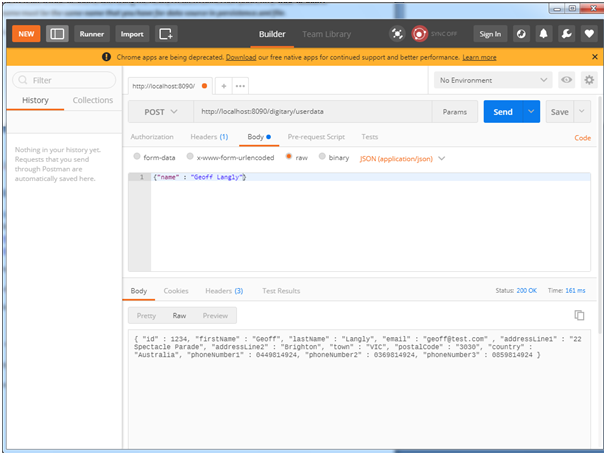 NEW Runner Import Builder Team Library SYNC OFF Sign In
Chrome apps are being deprecated. Download our free native apps for continued support and better performance. Learn more
Filter
History Collections
Nothing in your history yet.
Requests that you send
through Postman are
automatically saved here.
http://localhost:8090/ + ••• No Environment
POST http://localhost:8090/digitary/userdata Params Send Save
Authorization Headers (1) Body Pre-request Script Tests Code
form-data x-www-form-urlencoded raw binary JSON (application/json)
1 {"name" : "Geoff Langly"}
Body Cookies Headers (3) Test Results Status: 200 OK Time: 161 ms
Pretty Raw Preview
{ "id" : 1234, "firstName" : "Geoff", "lastName" : "Langly", "email" : "geoff@test.com" , "addressLine1" : "22
Spectacle Parade", "addressLine2" : "Brighton", "town" : "VIC", "postalCode" : "3030", "country" :
"Australia", "phoneNumber1" : 0449814924, "phoneNumber2" : 0369814924, "phoneNumber3" : 0859814924 }